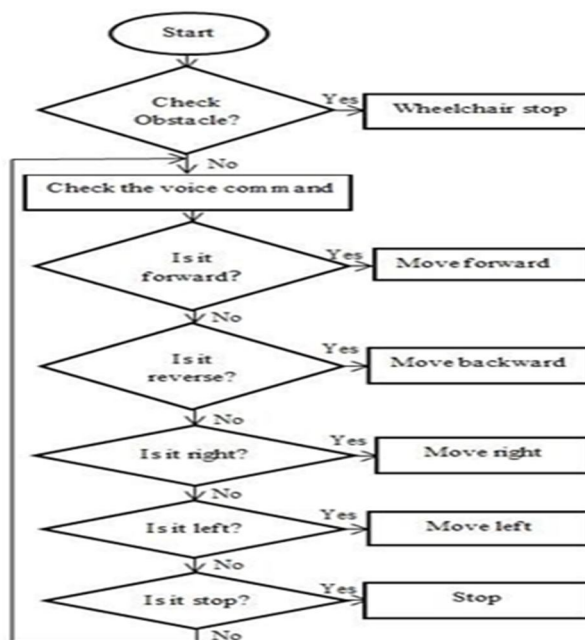 Start
Check
Obstacle?
Yes
Wheelchair stop
No
Check the voice command
Is it
forward?
Yes
Move forward
No
Is it
reverse?
Yes
Move backward
No
Is it right?
Yes
Move right
No
Is it left?
Yes
Move left
No
Is it stop?
Yes
Stop
No